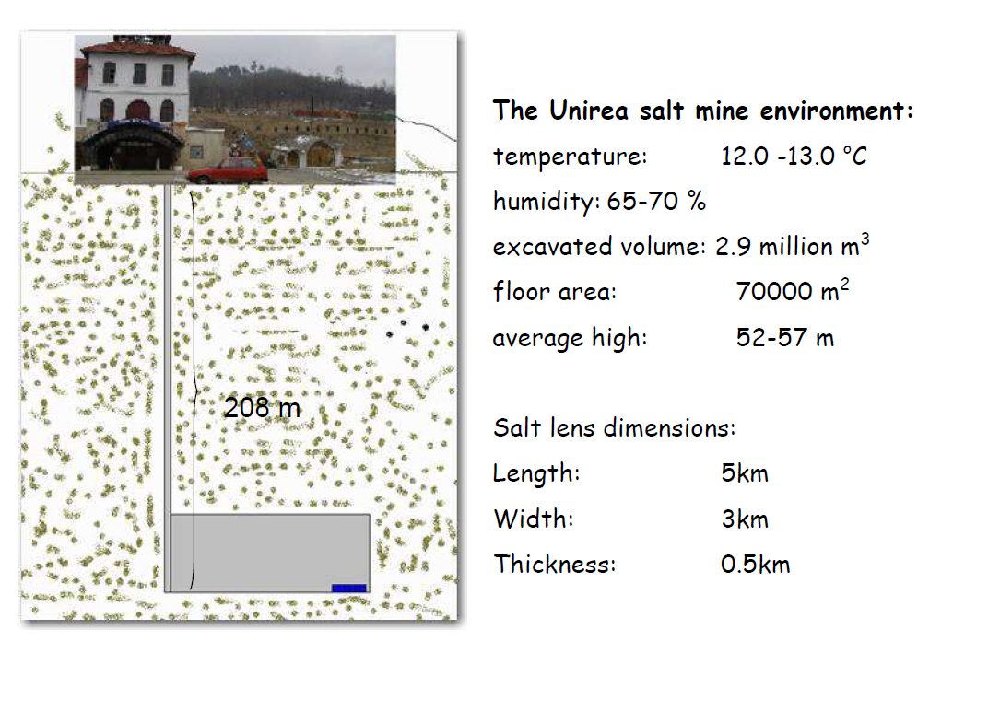 The Unirea salt mine environment:
temperature: 12.0 -13.0 °C
humidity: 65-70 %
excavated volume: 2.9 million m³
floor area: 70000 m²
average high: 52-57 m
208 m
Salt lens dimensions:
Length: 5km
Width: 3km
Thickness: 0.5km